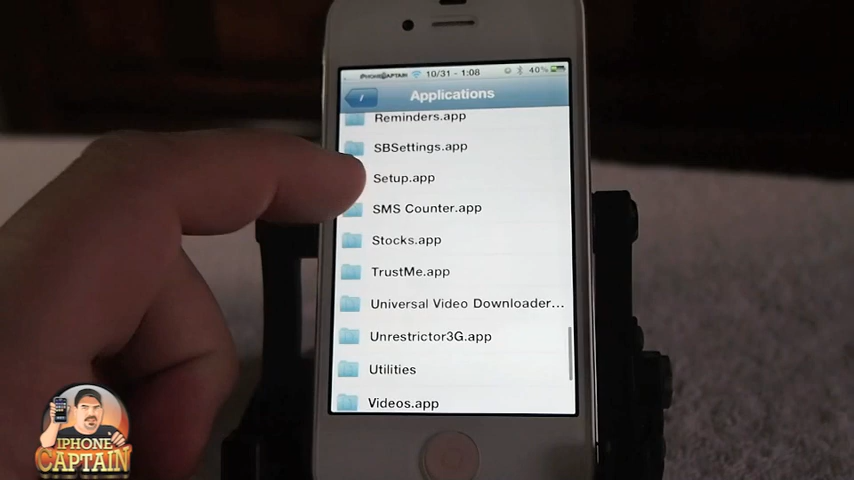 iPHONECAPTAIN 10/31 - 1:08 40%
/ Applications
Reminders.app
SBSettings.app
Setup.app
SMS Counter.app
Stocks.app
TrustMe.app
Universal Video Downloader...
Unrestrictor3G.app
Utilities
Videos.app
IPHONE
CAPTAIN